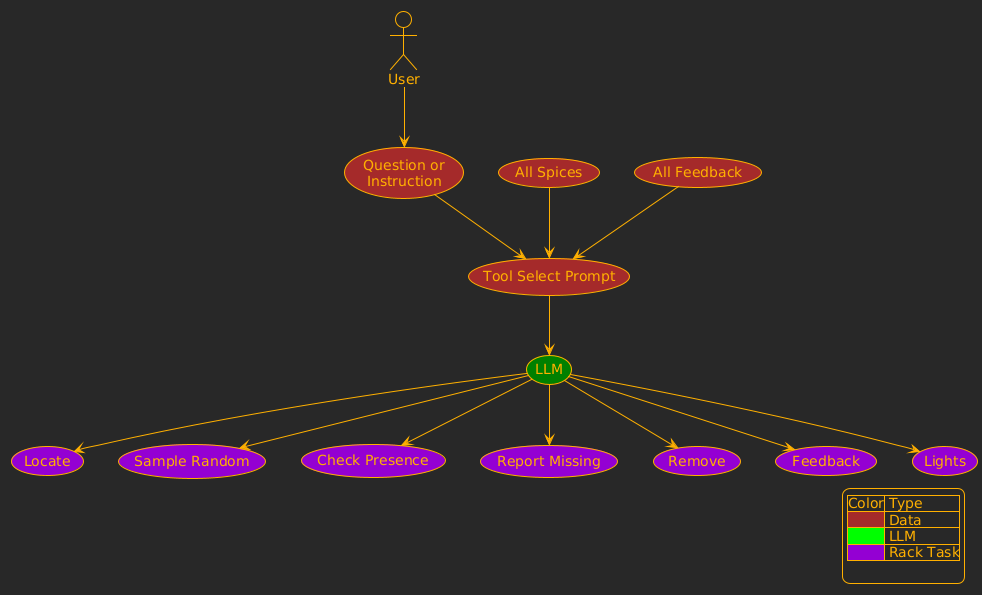 User
Question or
Instruction
All Spices
All Feedback
Tool Select Prompt
LLM
Locate
Sample Random
Check Presence
Report Missing
Remove
Feedback
Lights
Color Type
Data
LLM
Rack Task